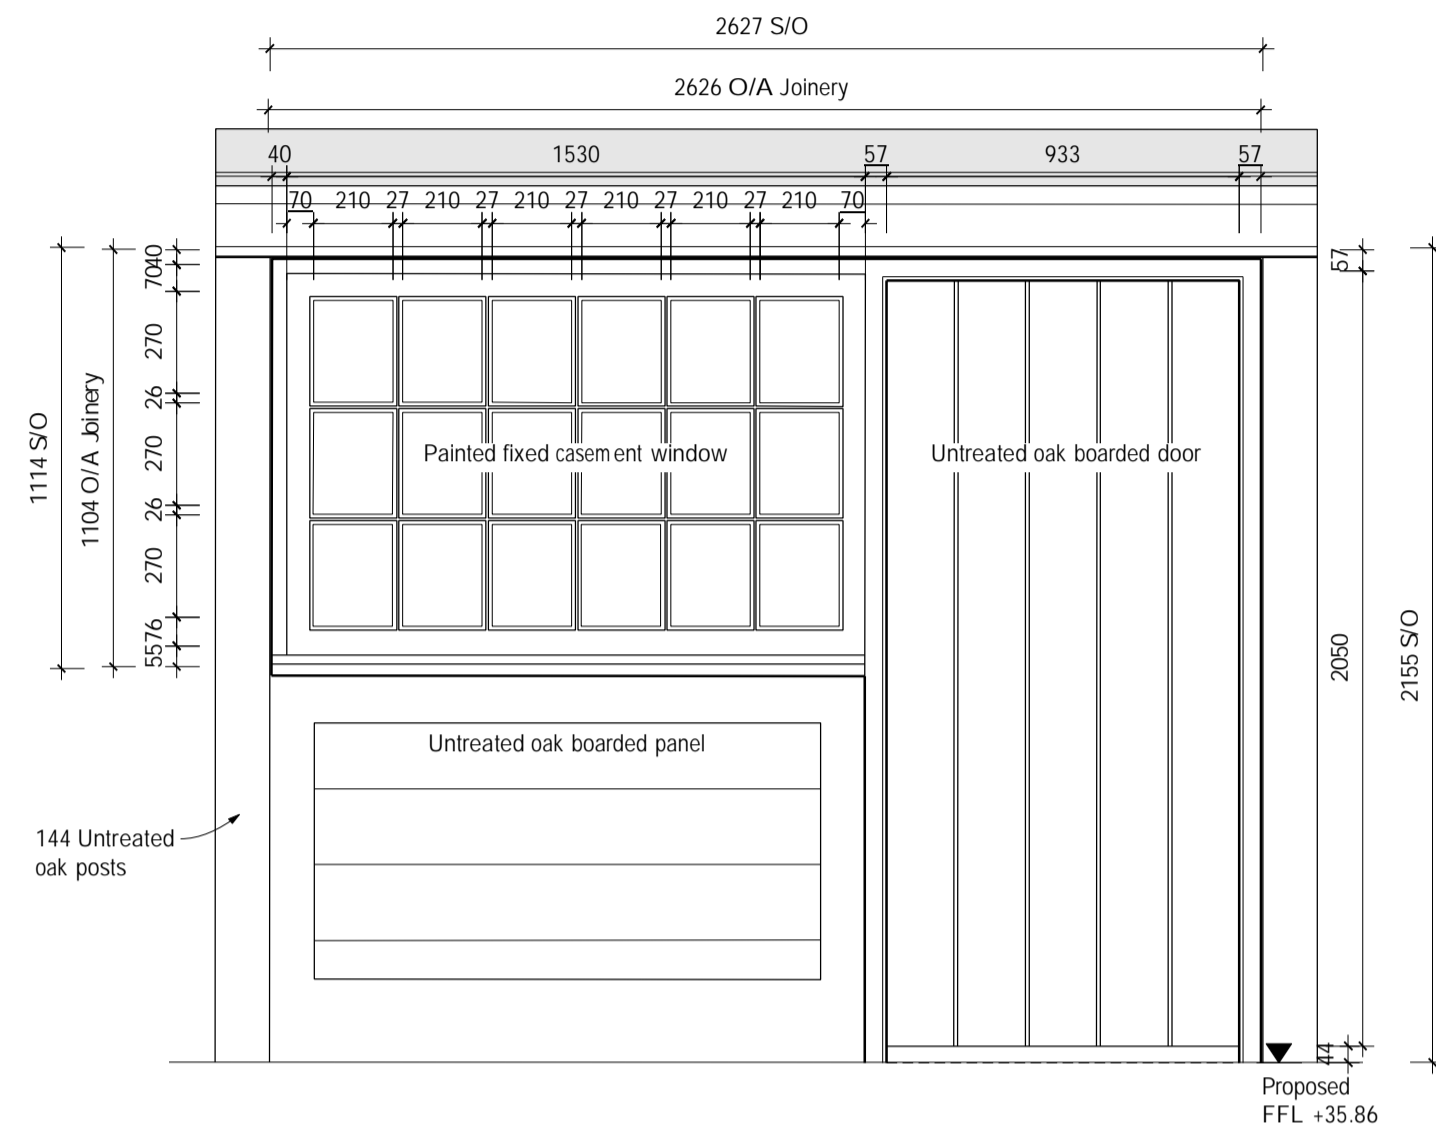 2627 S/O
2626 O/A Joinery
40 1530 57 933 57
70 210 27 210 27 210 27 210 27 210 27 210 70
1114 S/O
1104 O/A Joinery
40
70
270
26
270
26
270
76
55
57
2050
44
2155 S/O
Painted fixed casement window
Untreated oak boarded door
Untreated oak boarded panel
144 Untreated
oak posts
Proposed
FFL +35.86